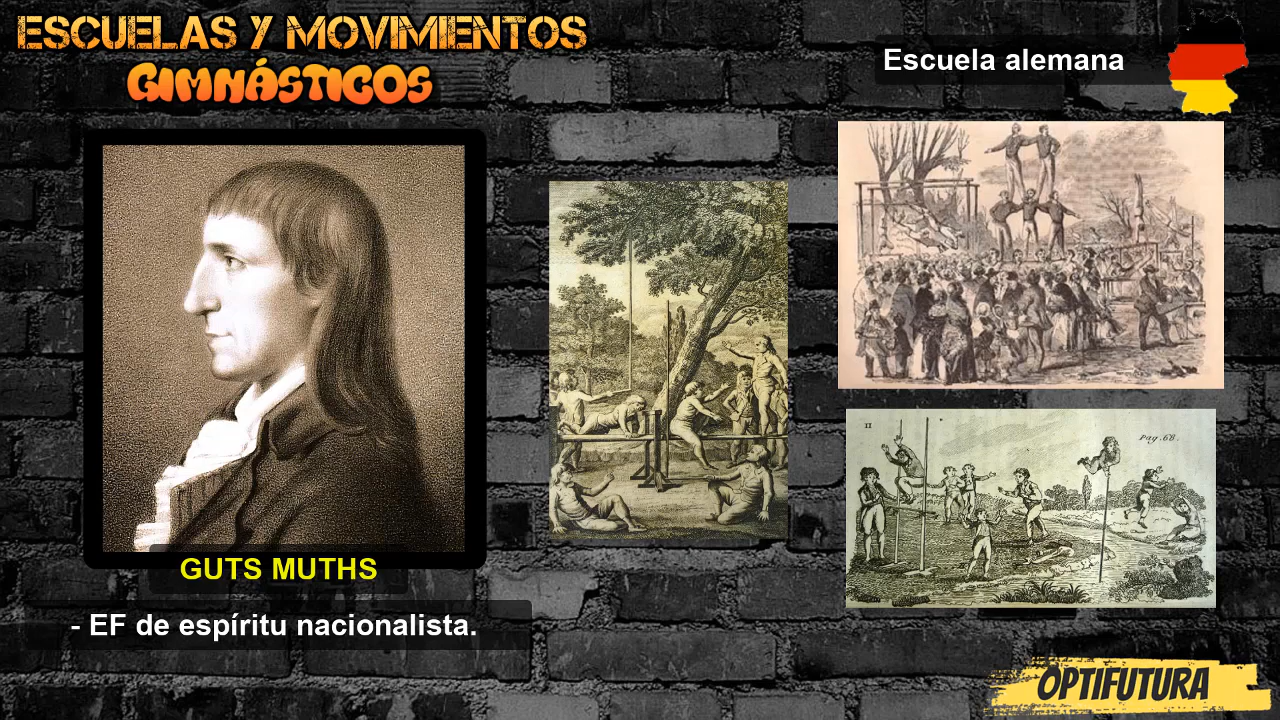 ESCUELAS Y MOVIMIENTOS
GIMNÁSTICOS
Escuela alemana
II
Pag. 68.
GUTS MUTHS
- EF de espíritu nacionalista.
OPTIFUTURA